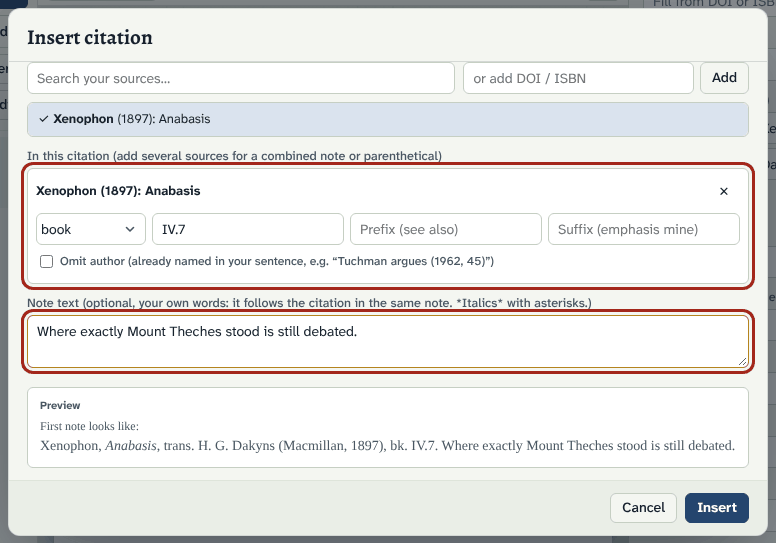 Fill from DOI or ISB
Insert citation
Search your sources...
or add DOI / ISBN
Add
✓ Xenophon (1897): Anabasis
In this citation (add several sources for a combined note or parenthetical)
Xenophon (1897): Anabasis
×
book
IV.7
Prefix (see also)
Suffix (emphasis mine)
Omit author (already named in your sentence, e.g. “Tuchman argues (1962, 45)”)
Note text (optional, your own words: it follows the citation in the same note. *Italics* with asterisks.)
Where exactly Mount Theches stood is still debated.
Preview
First note looks like:
Xenophon, Anabasis, trans. H. G. Dakyns (Macmillan, 1897), bk. IV.7. Where exactly Mount Theches stood is still debated.
Cancel
Insert